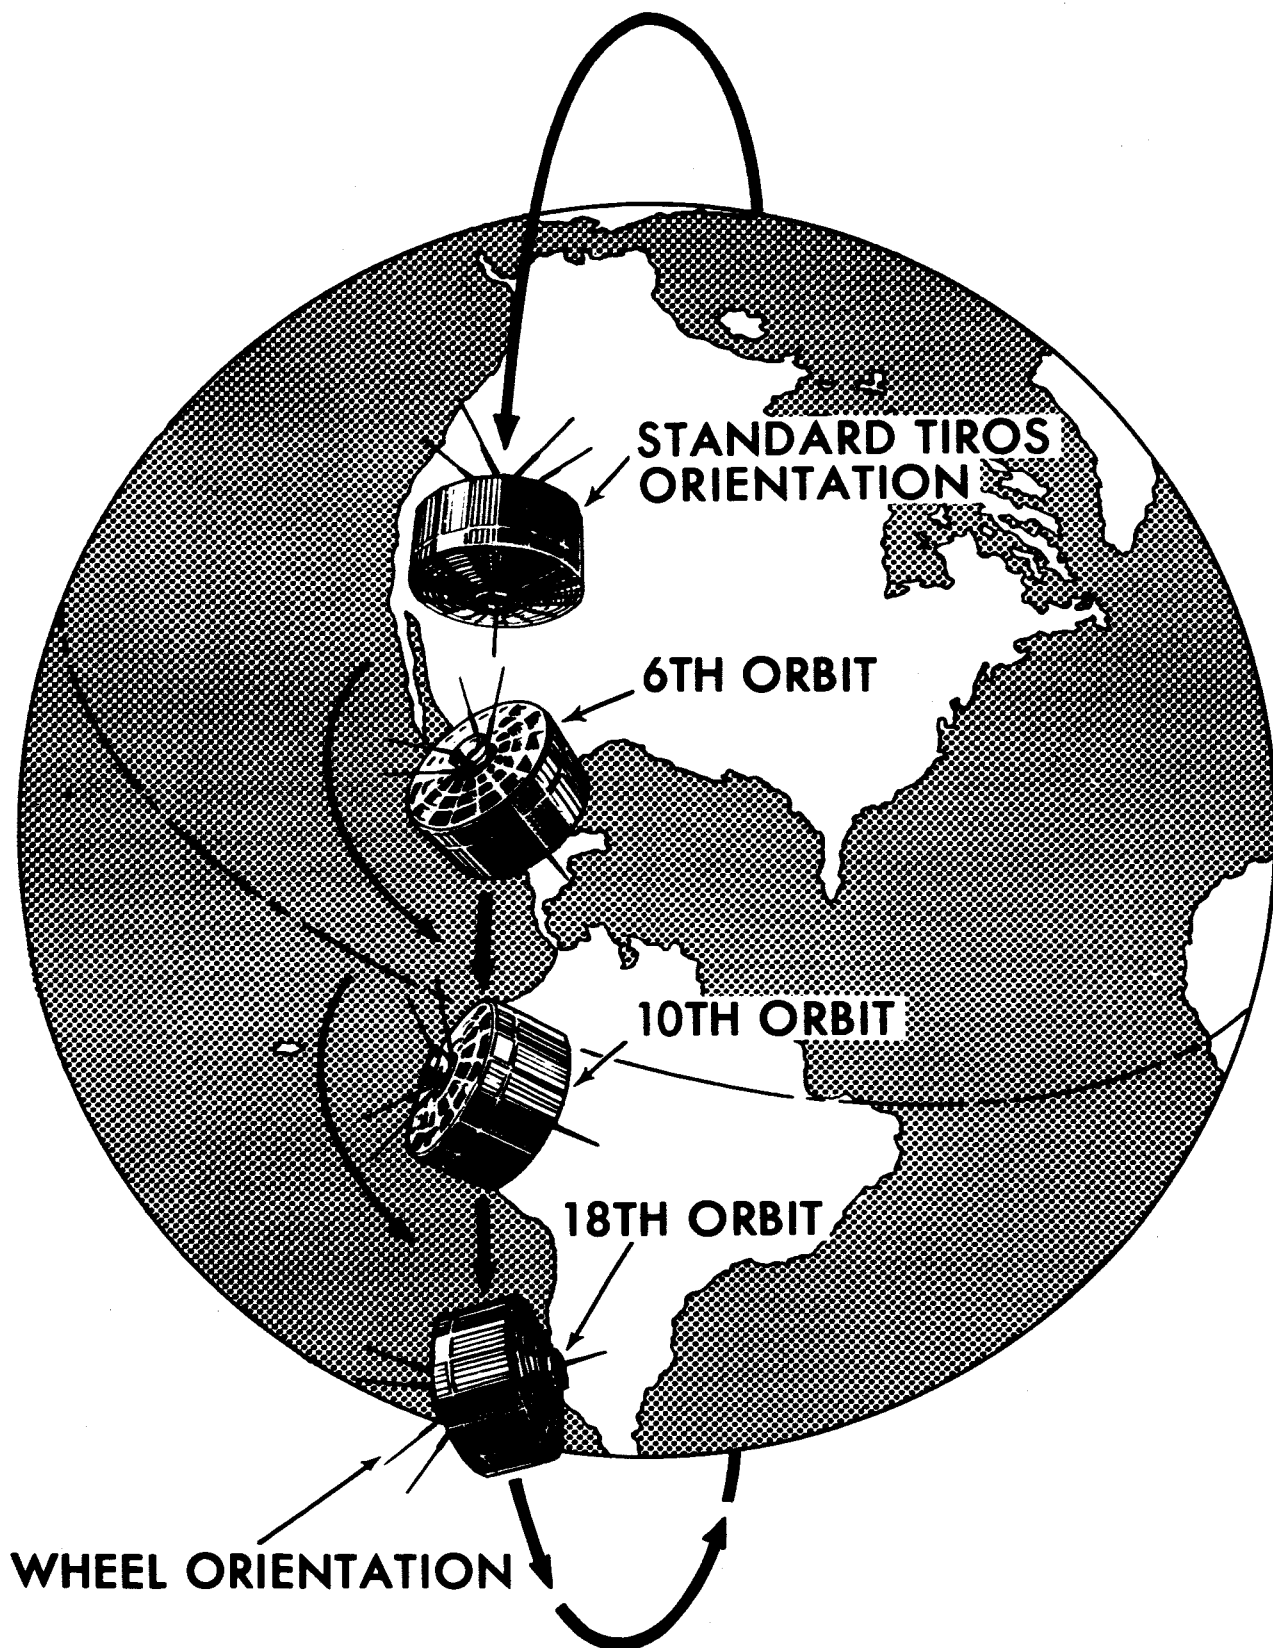 STANDARD TIROS
ORIENTATION
6TH ORBIT
10TH ORBIT
18TH ORBIT
WHEEL ORIENTATION